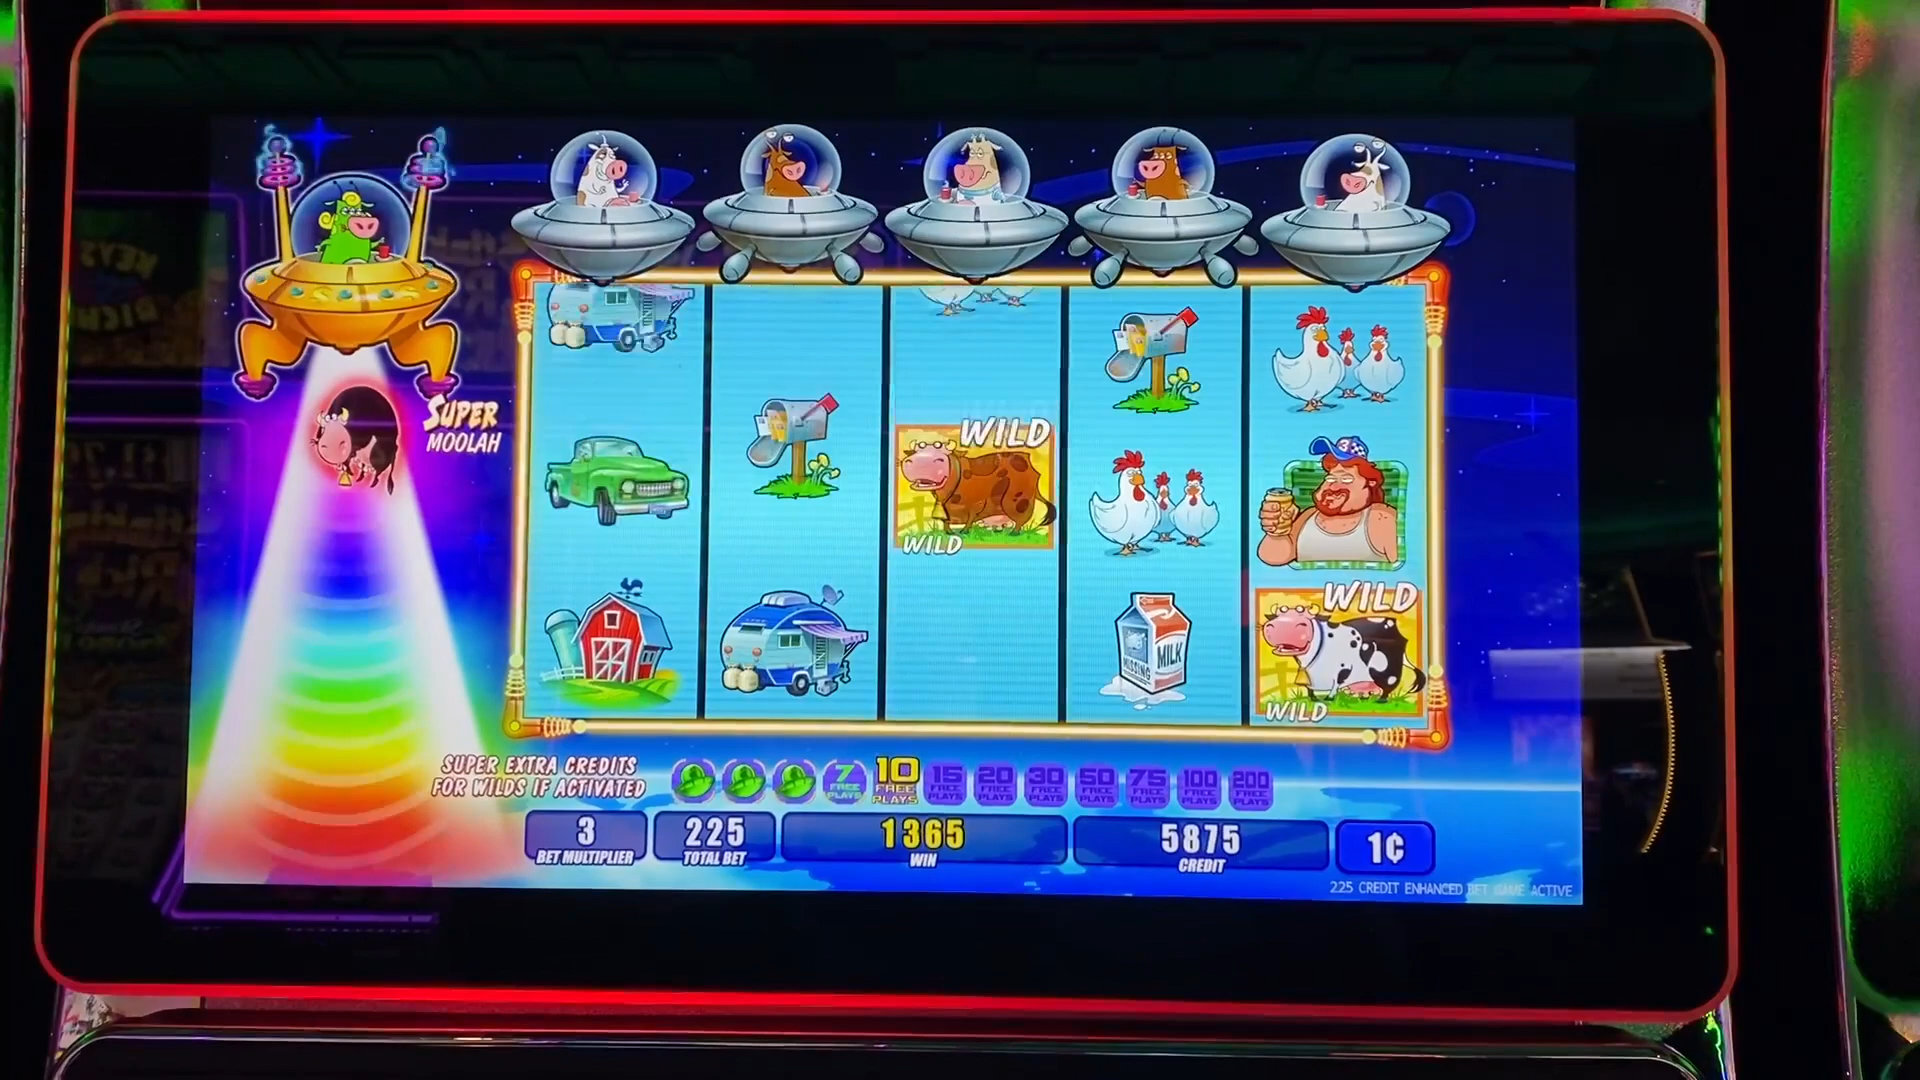 SUPER
MOOLAH
WILD
WILD
3
MISSING
MILK
WILD
WILD
SUPER EXTRA CREDITS
FOR WILDS IF ACTIVATED
7 FREE PLAYS
10 FREE PLAYS
15 FREE PLAYS
20 FREE PLAYS
30 FREE PLAYS
50 FREE PLAYS
75 FREE PLAYS
100 FREE PLAYS
200 FREE PLAYS
3
BET MULTIPLIER
225
TOTAL BET
1365
WIN
5875
CREDIT
1¢
225 CREDIT ENHANCED BET GAME ACTIVE